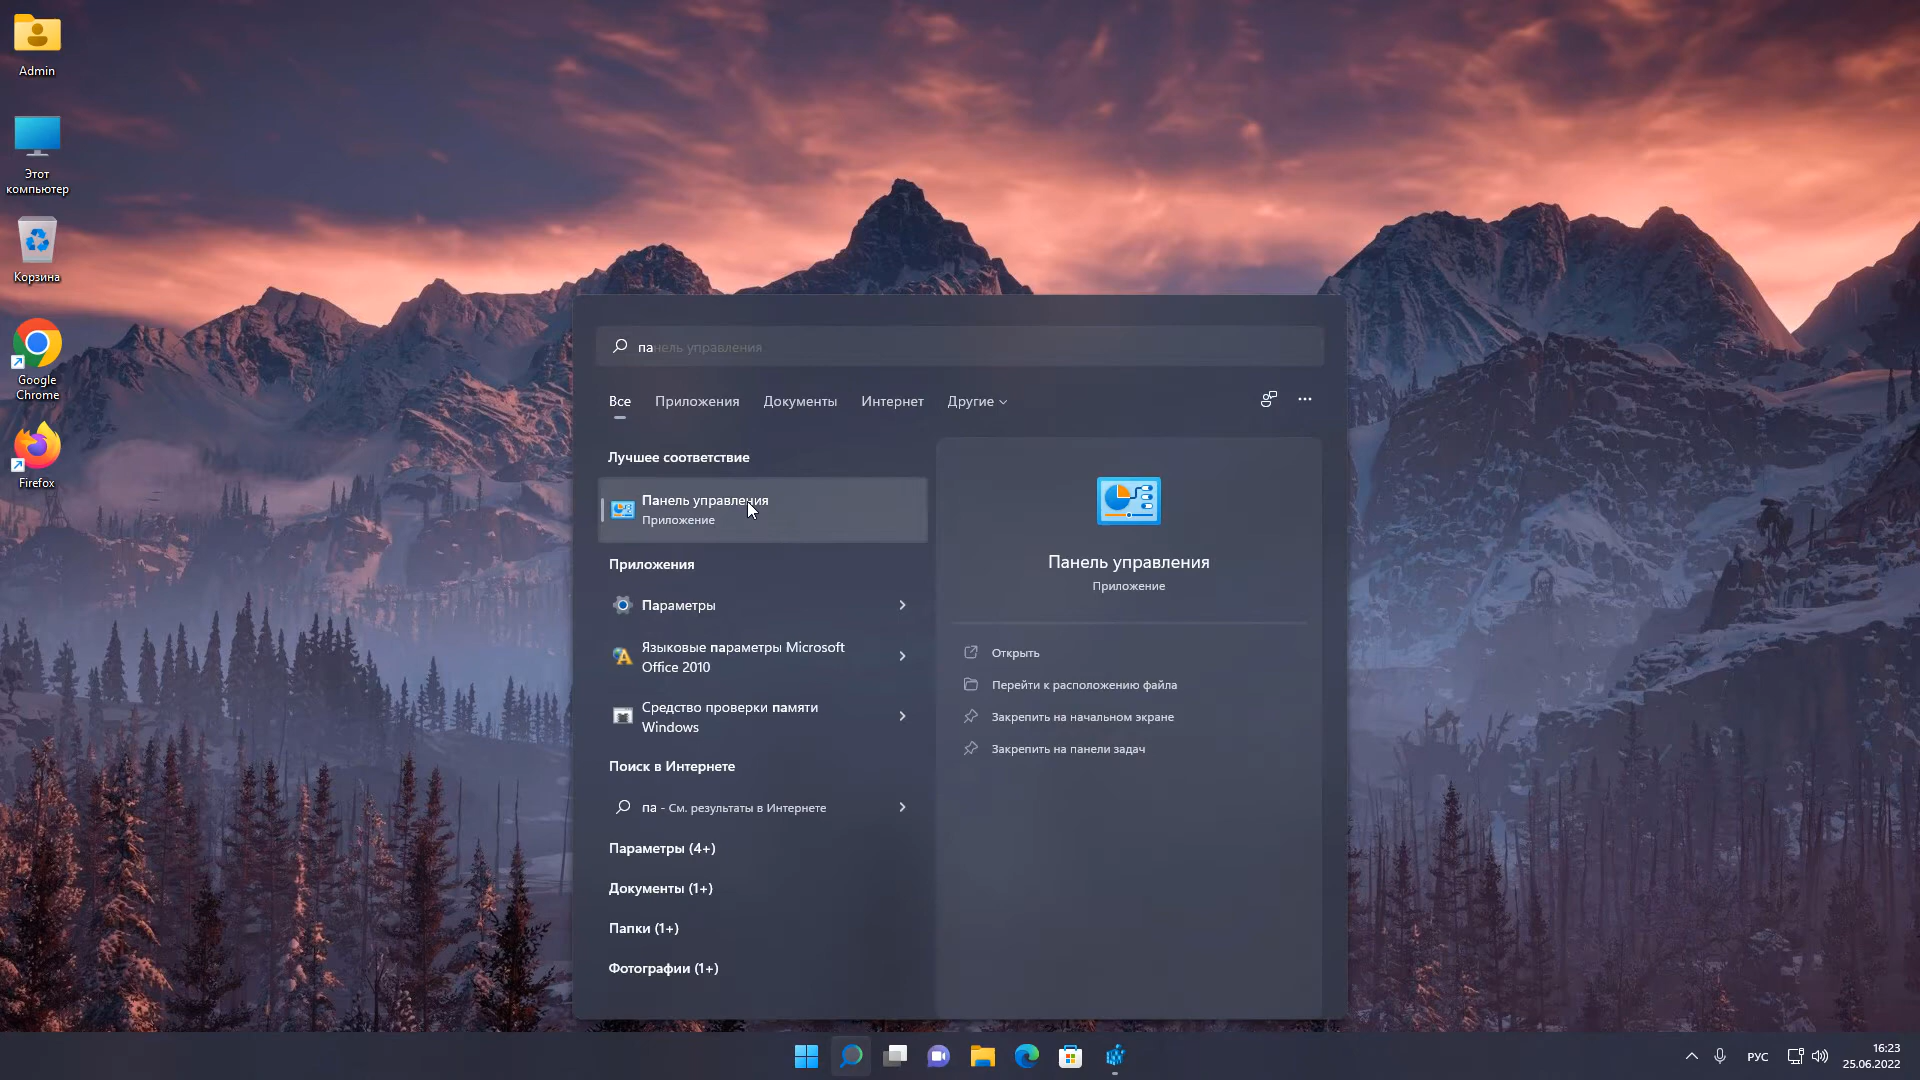 Admin
Этот
компьютер
Корзина
Google
Chrome
Firefox
панель управления
Все Приложения Документы Интернет Другие
Лучшее соответствие
Панель управления
Приложение
Приложения
Параметры
Языковые параметры Microsoft
Office 2010
Средство проверки памяти
Windows
Поиск в Интернете
па - См. результаты в Интернете
Параметры (4+)
Документы (1+)
Папки (1+)
Фотографии (1+)
Панель управления
Приложение
Открыть
Перейти к расположению файла
Закрепить на начальном экране
Закрепить на панели задач
РУС
16:23
25.06.2022